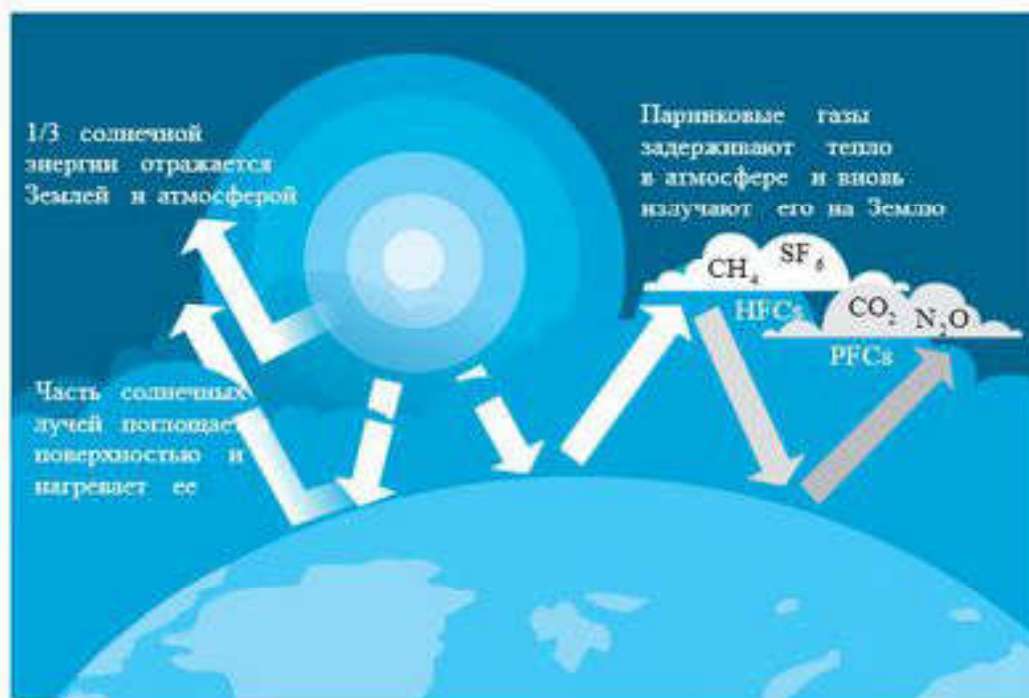 1/3 солнечной
энергии отражается
Землей и атмосферой
Часть солнечных
лучей поглощает
поверхностью и
нагревает ее
Парниковые газы
задерживают тепло
в атмосфере и вновь
излучают его на Землю
CH₄ SF₆
HFCs CO₂ N₂O
PFCs